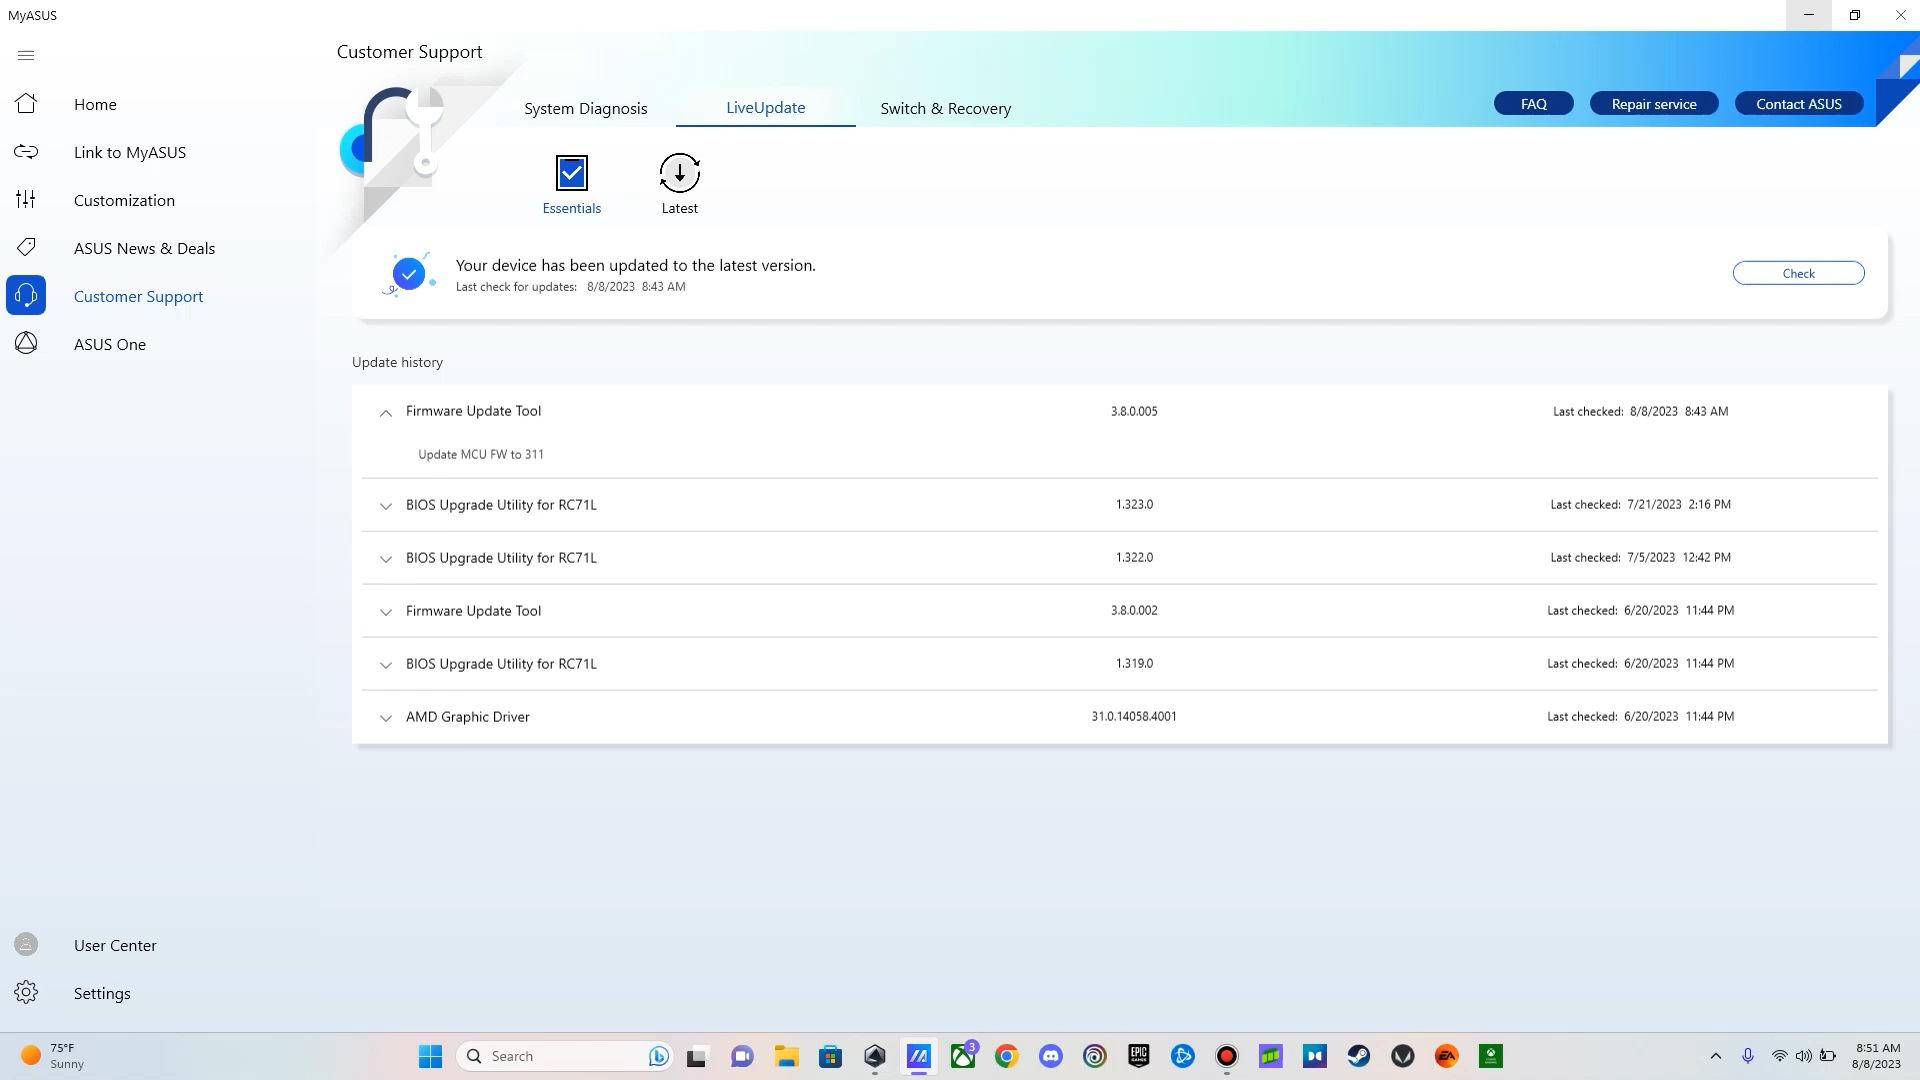 MyASUS
Customer Support
Home
Link to MyASUS
Customization
ASUS News & Deals
Customer Support
ASUS One
User Center
Settings
System Diagnosis
LiveUpdate
Switch & Recovery
FAQ
Repair service
Contact ASUS
Essentials
Latest
Your device has been updated to the latest version.
Last check for updates: 8/8/2023 8:43 AM
Check
Update history
Firmware Update Tool 3.8.0.005 Last checked: 8/8/2023 8:43 AM
Update MCU FW to 311
BIOS Upgrade Utility for RC71L 1.323.0 Last checked: 7/21/2023 2:16 PM
BIOS Upgrade Utility for RC71L 1.322.0 Last checked: 7/5/2023 12:42 PM
Firmware Update Tool 3.8.0.002 Last checked: 6/20/2023 11:44 PM
BIOS Upgrade Utility for RC71L 1.319.0 Last checked: 6/20/2023 11:44 PM
AMD Graphic Driver 31.0.14058.4001 Last checked: 6/20/2023 11:44 PM
75°F
Sunny
Search
3
EPIC
GAMES
EA
8:51 AM
8/8/2023